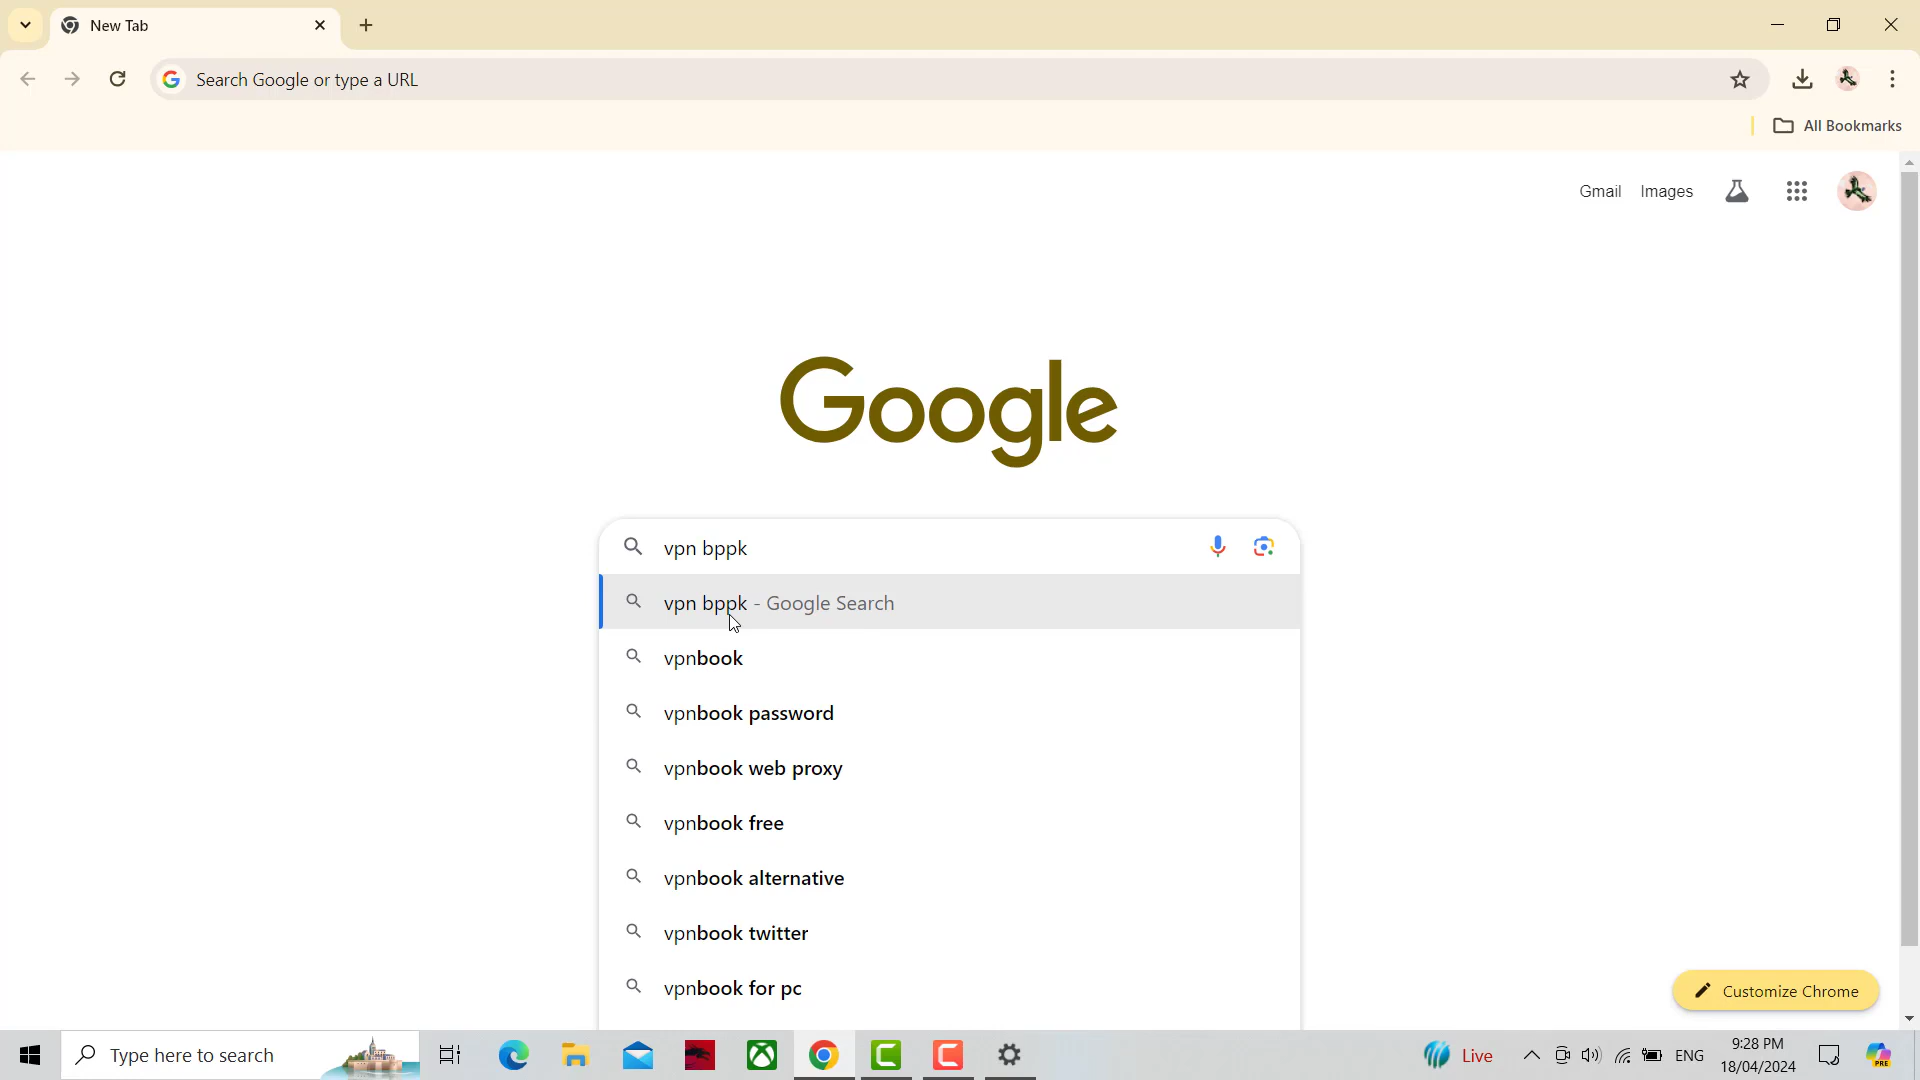 New Tab
Search Google or type a URL
All Bookmarks
Gmail Images
Google
vpn bppk
vpn bppk - Google Search
vpnbook
vpnbook password
vpnbook web proxy
vpnbook free
vpnbook alternative
vpnbook twitter
vpnbook for pc
Customize Chrome
Type here to search
Live
ENG
9:28 PM
18/04/2024
PRE